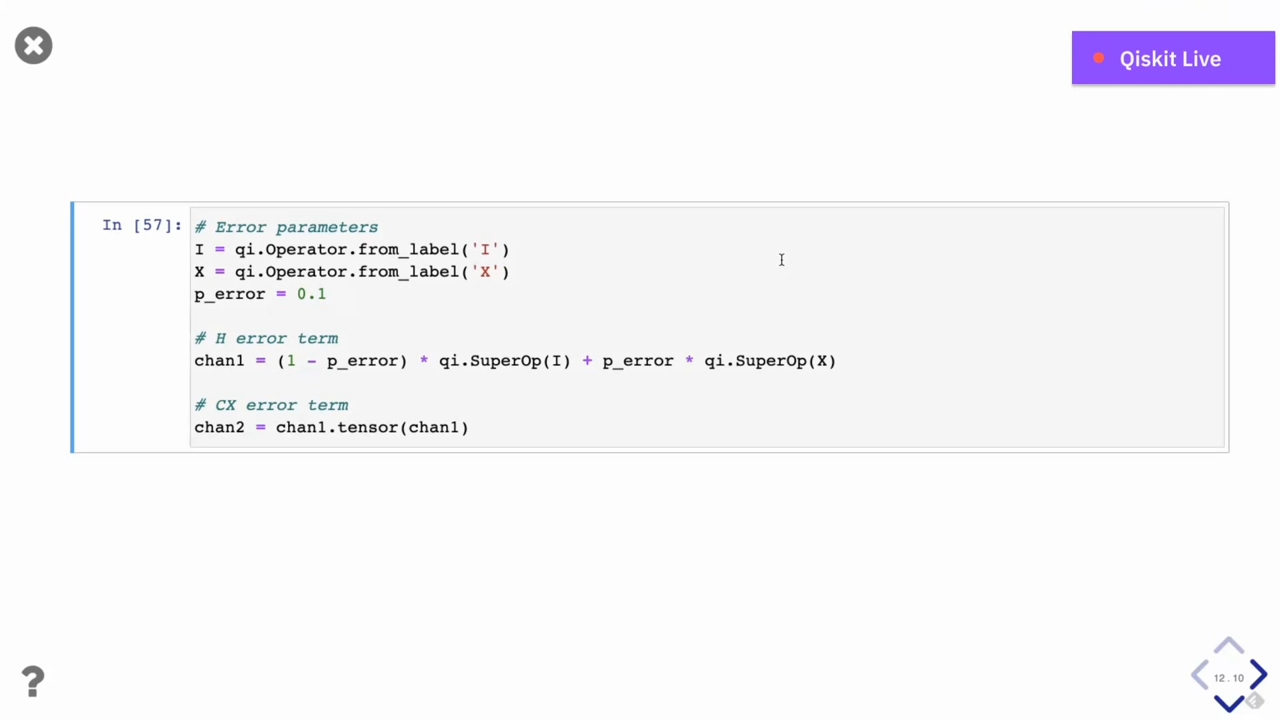 Qiskit Live
In [57]:
# Error parameters
I = qi.Operator.from_label('I')
X = qi.Operator.from_label('X')
p_error = 0.1
# H error term
chan1 = (1 - p_error) * qi.SuperOp(I) + p_error * qi.SuperOp(X)
# CX error term
chan2 = chan1.tensor(chan1)
?
12.10